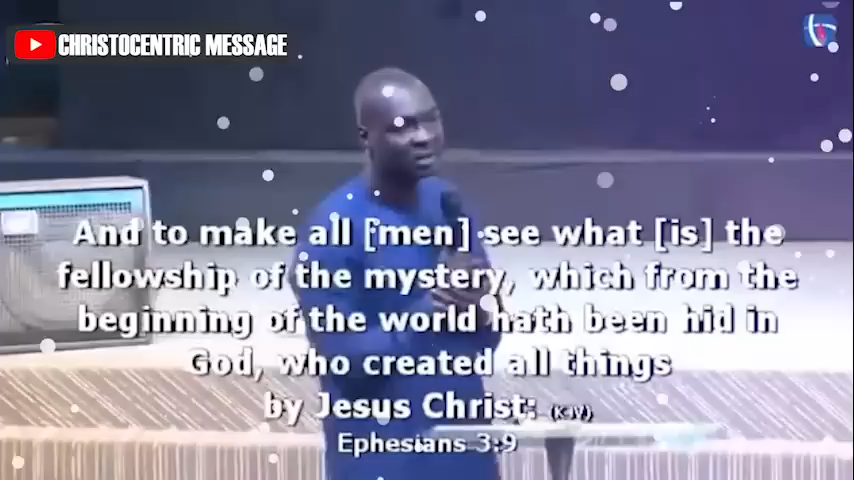 CHRISTOCENTRIC MESSAGE
And to make all [men] see what [is] the
fellowship of the mystery, which from the
beginning of the world hath been hid in
God, who created all things
by Jesus Christ: (KJV)
Ephesians 3:9